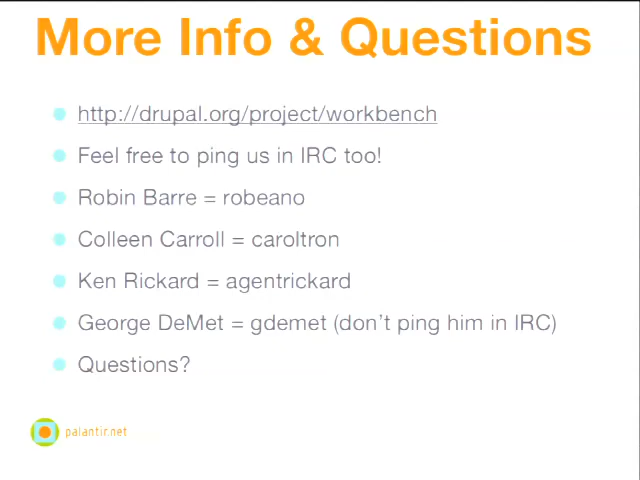 More Info & Questions
http://drupal.org/project/workbench
Feel free to ping us in IRC too!
Robin Barre = robeano
Colleen Carroll = caroltron
Ken Rickard = agentrickard
George DeMet = gdemet (don't ping him in IRC)
Questions?
palantir.net